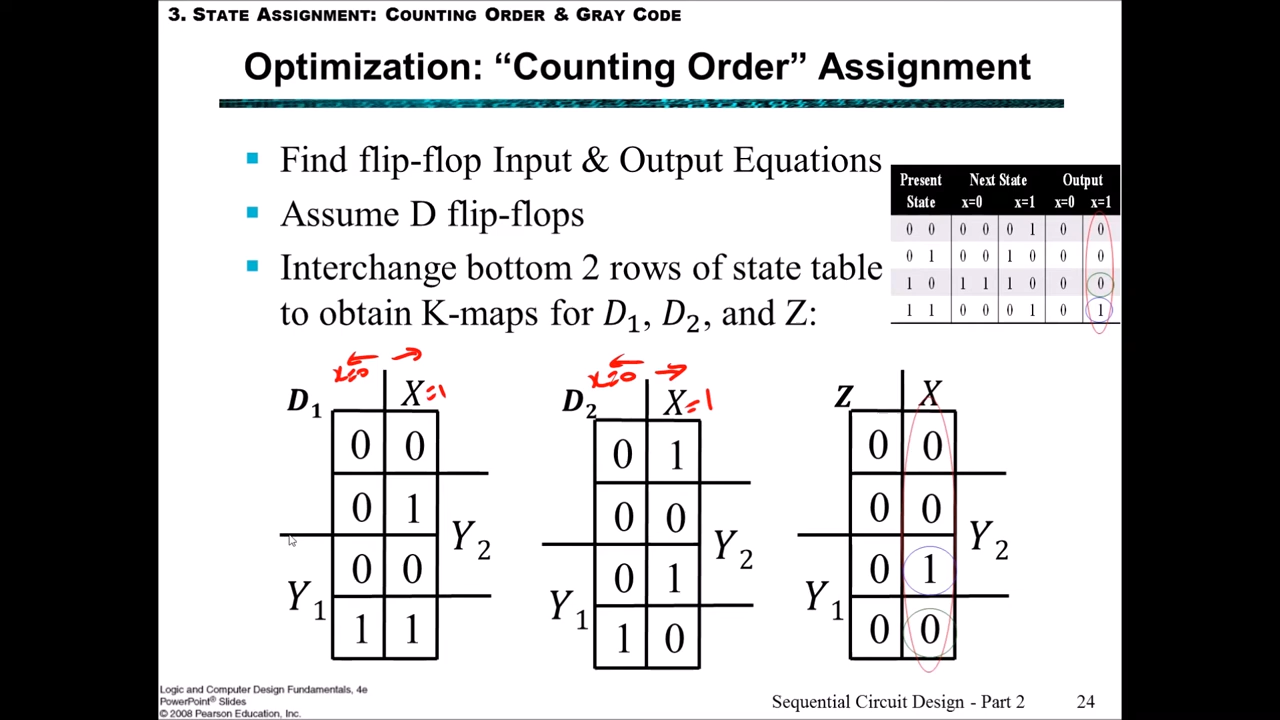 3. STATE ASSIGNMENT: COUNTING ORDER & GRAY CODE
Optimization: “Counting Order” Assignment
Find flip-flop Input & Output Equations
Assume D flip-flops
Interchange bottom 2 rows of state table
to obtain K-maps for D₁, D₂, and Z:
Present Next State Output
State x=0 x=1 x=0 x=1
0 0 0 0 0 1 0 0
0 1 0 0 1 0 0 0
1 0 1 1 1 0 0 0
1 1 0 0 0 1 0 1
x=0
D₁ X=1
0 0
0 1
Y₂
0 0
Y₁
1 1
x=0
D₂ X=1
0 1
0 0
Y₂
0 1
Y₁
1 0
Z X
0 0
0 0
Y₂
0 1
Y₁
0 0
Logic and Computer Design Fundamentals, 4e
PowerPoint® Slides
© 2008 Pearson Education, Inc.
Sequential Circuit Design - Part 2 24